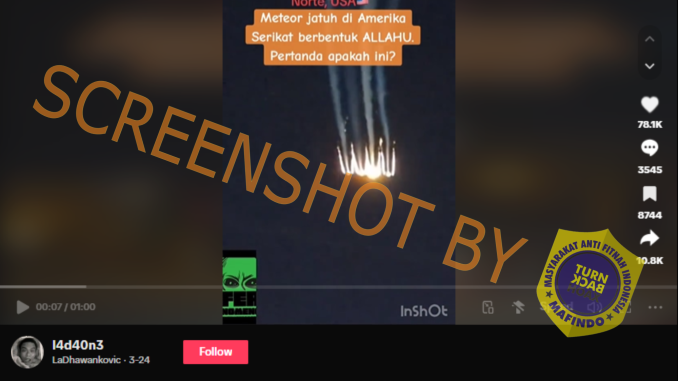 Norte, USA🇺🇸
Meteor jatuh di Amerika
Serikat berbentuk ALLAHU.
Pertanda apakah ini?
SCREENSHOT BY
78.1K
3545
8744
10.8K
MASYARAKAT ANTI FITNAH INDONESIA
TURN
BACK
MAFINDO
00:07 / 01:00
InShOt
l4d40n3
LaDhawankovic · 3-24
Follow